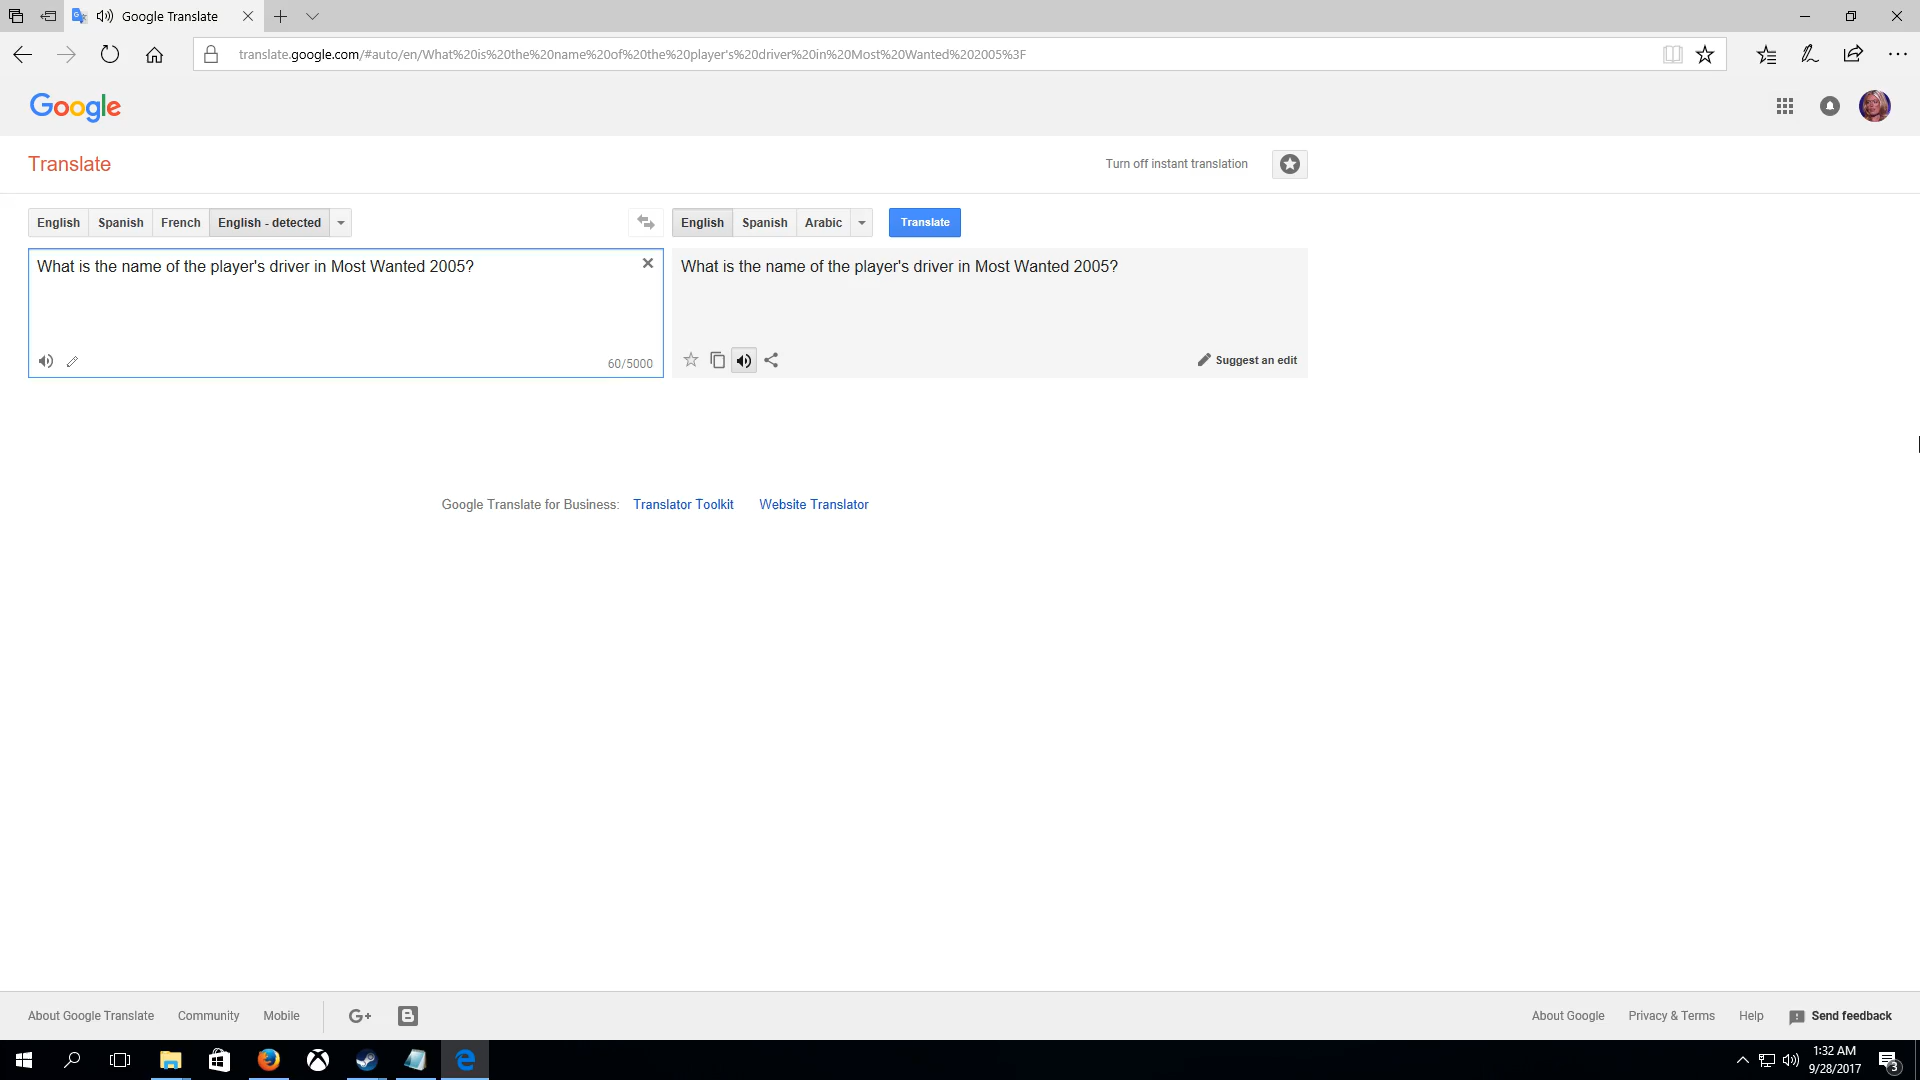 Google Translate
translate.google.com/#auto/en/What%20is%20the%20name%20of%20the%20player's%20driver%20in%20Most%20Wanted%202005%3F
Google
Translate
Turn off instant translation
English Spanish French English - detected
English Spanish Arabic Translate
What is the name of the player's driver in Most Wanted 2005?
60/5000
What is the name of the player's driver in Most Wanted 2005?
Suggest an edit
Google Translate for Business: Translator Toolkit Website Translator
About Google Translate Community Mobile G+ B
About Google Privacy & Terms Help Send feedback
1:32 AM
9/28/2017
3